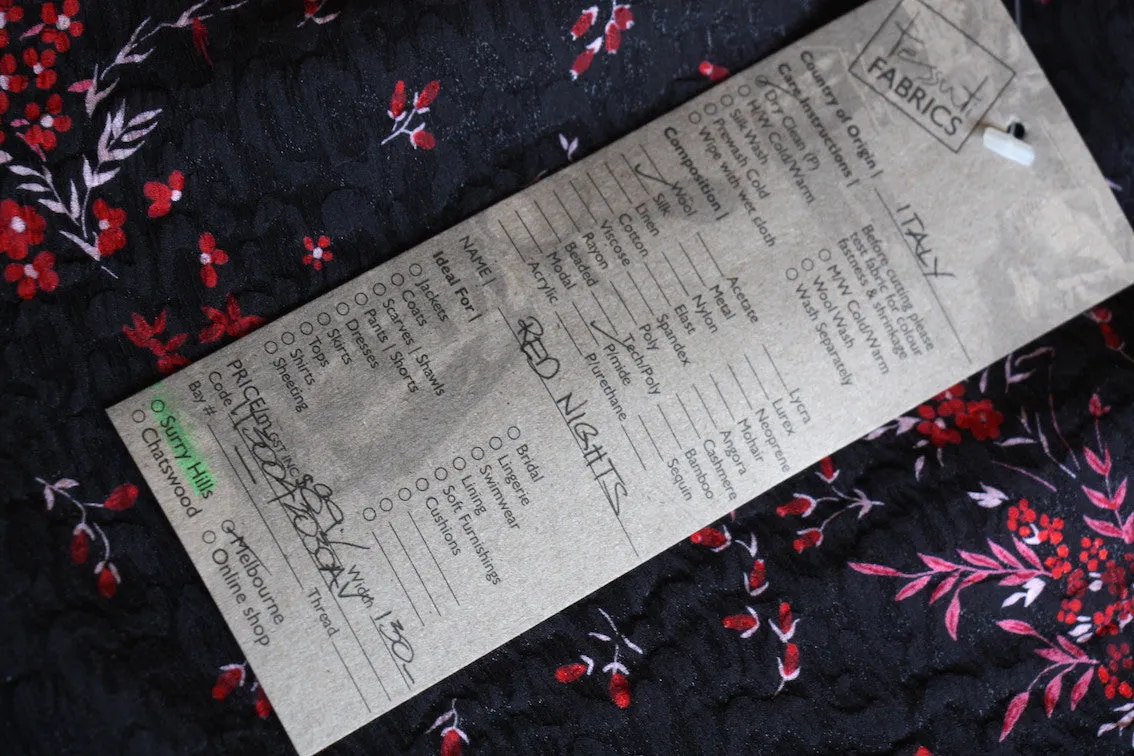 Tessuti
FABRICS
Country of Origin | ITALY
Care Instructions |
Before cutting please
test fabric for colour
fastness & shrinkage
Dry Clean (P)
H/W Cold/Warm
Silk Wash
Prewash Cold
Wipe with wet cloth
M/W Cold/Warm
Wool Wash
Wash Separately
Composition |
Wool
Silk
Linen
Cotton
Viscose
Rayon
Beaded
Modal
Acrylic
Acetate
Metal
Nylon
Elast
Spandex
Poly
Tech/Poly
P/mide
P/urethane
Lycra
Lurex
Neoprene
Mohair
Angora
Cashmere
Bamboo
Sequin
NAME | RED NIGHTS
Ideal For |
Jackets
Coats
Scarves | Shawls
Pants | Shorts
Dresses
Skirts
Tops
Shirts
Sheeting
Bridal
Lingerie
Swimwear
Lining
Soft Furnishings
Cushions
PRICE/m GST INC Width 130-
Code
Bay # Thread
Surry Hills
Chatswood
Melbourne
Online shop